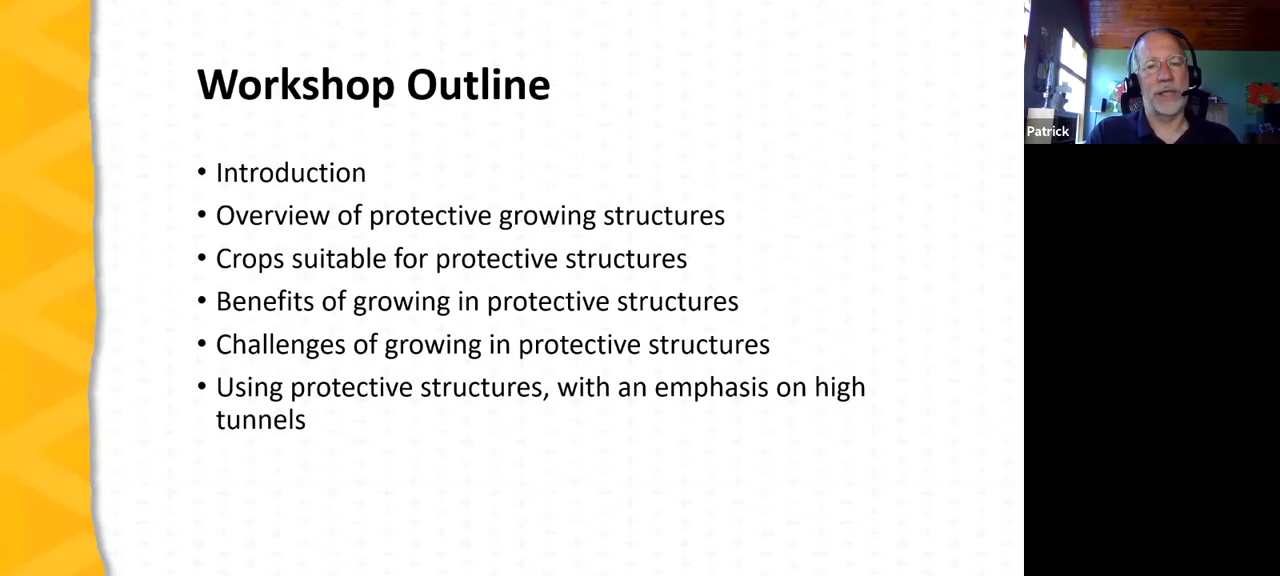 Workshop Outline
• Introduction
• Overview of protective growing structures
• Crops suitable for protective structures
• Benefits of growing in protective structures
• Challenges of growing in protective structures
• Using protective structures, with an emphasis on high
tunnels
Patrick